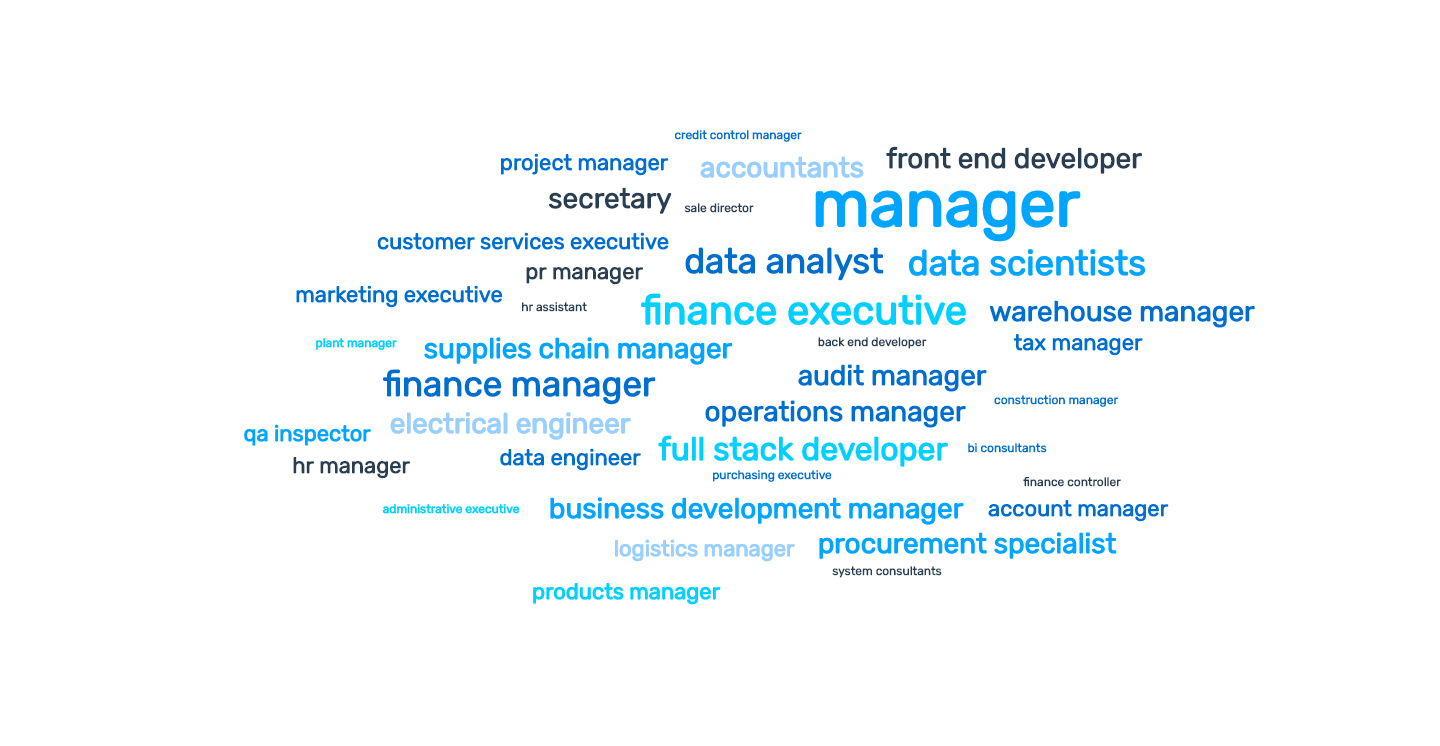 credit control manager
project manager
accountants
front end developer
secretary
sale director
manager
customer services executive
data analyst
data scientists
pr manager
marketing executive
hr assistant
finance executive
warehouse manager
plant manager
supplies chain manager
back end developer
tax manager
finance manager
audit manager
construction manager
electrical engineer
operations manager
qa inspector
full stack developer
bi consultants
hr manager
data engineer
purchasing executive
finance controller
administrative executive
business development manager
account manager
logistics manager
procurement specialist
system consultants
products manager